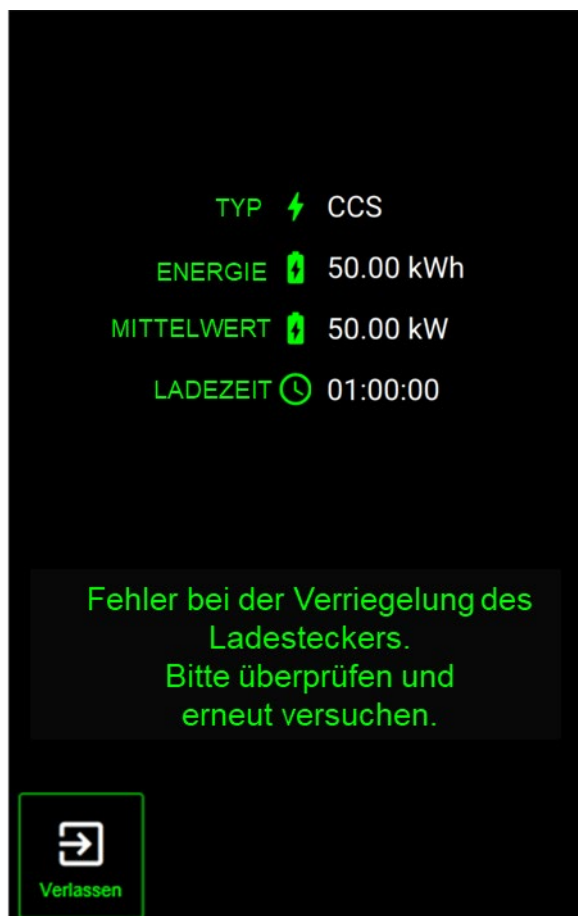 TYP CCS
ENERGIE 50.00 kWh
MITTELWERT 50.00 kW
LADEZEIT 01:00:00
Fehler bei der Verriegelung des
Ladesteckers.
Bitte überprüfen und
erneut versuchen.
Verlassen